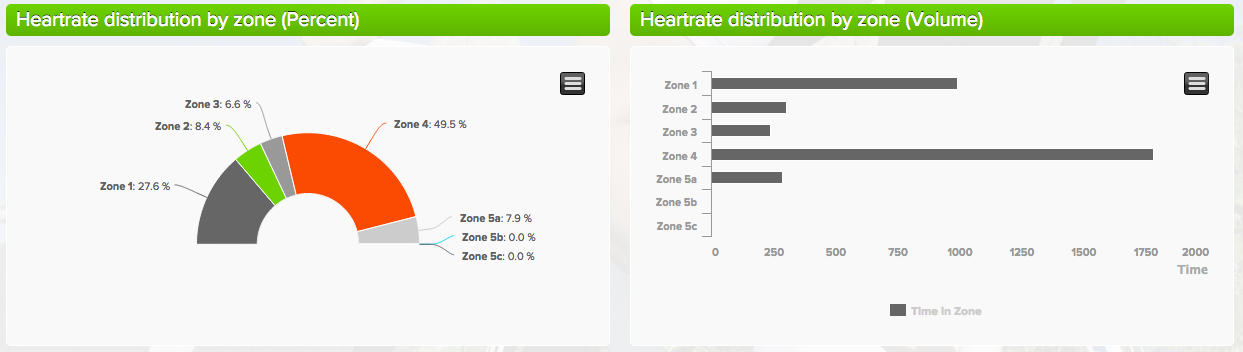 Heartrate distribution by zone (Percent)
Zone 3: 6.6 %
Zone 2: 8.4 %
Zone 4: 49.5 %
Zone 1: 27.6 %
Zone 5a: 7.9 %
Zone 5b: 0.0 %
Zone 5c: 0.0 %
Heartrate distribution by zone (Volume)
Zone 1
Zone 2
Zone 3
Zone 4
Zone 5a
Zone 5b
Zone 5c
0 250 500 750 1000 1250 1500 1750 2000
Time
Time in Zone